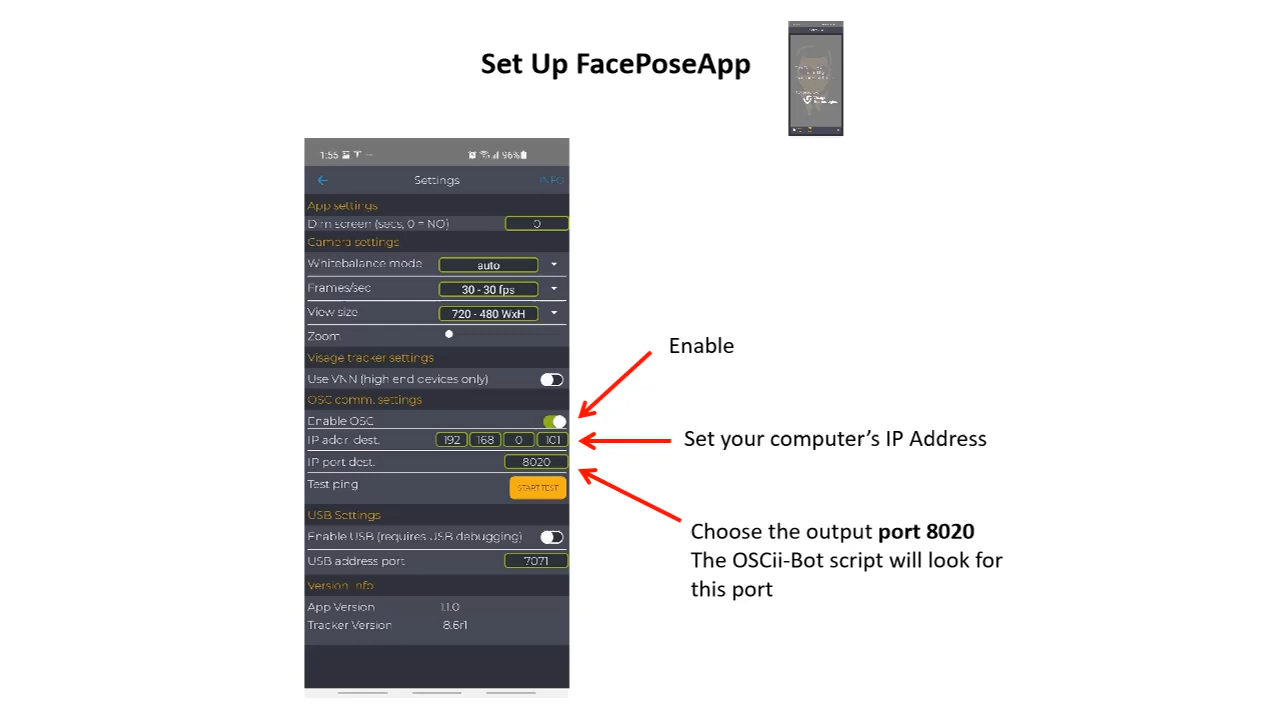 Set Up FacePoseApp
1:55 96%
Settings INFO
App settings
Dim screen (secs, 0 = NO) 0
Camera settings
Whitebalance mode auto
Frames/sec 30 - 30 fps
View size 720 - 480 WxH
Zoom
Visage tracker settings
Use VNN (high end devices only)
OSC comm. settings
Enable OSC
IP addr. dest. 192 168 0 101
IP port dest. 8020
Test ping START TEST
USB Settings
Enable USB (requires USB debugging)
USB address port 7071
Version info
App Version 1.1.0
Tracker Version 8.6r1
Enable
Set your computer’s IP Address
Choose the output port 8020
The OSCii-Bot script will look for
this port